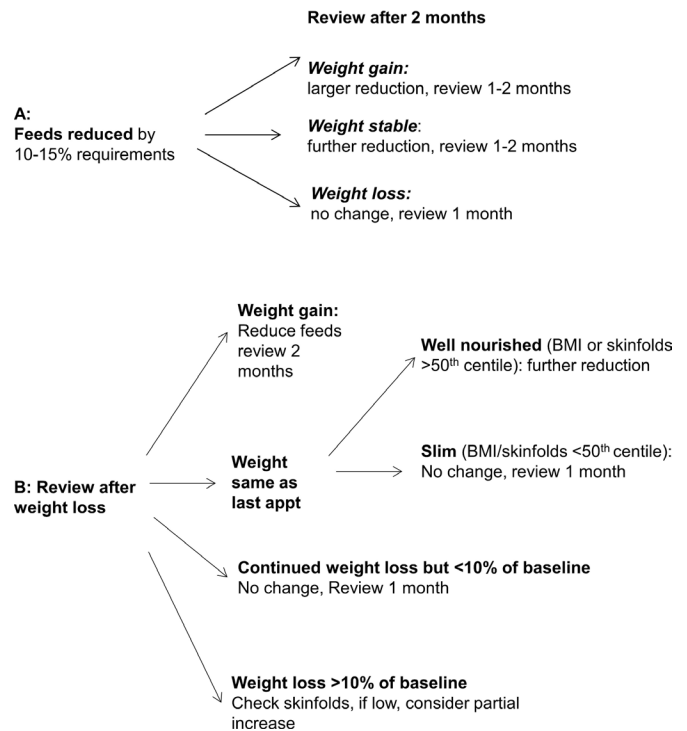 Review after 2 months
Weight gain:
larger reduction, review 1-2 months
A:
Feeds reduced by
10-15% requirements
Weight stable:
further reduction, review 1-2 months
Weight loss:
no change, review 1 month
Weight gain:
Reduce feeds
review 2
months
Well nourished (BMI or skinfolds
>50th centile): further reduction
B: Review after
weight loss
Weight
same as
last appt
Slim (BMI/skinfolds <50th centile):
No change, review 1 month
Continued weight loss but <10% of baseline
No change, Review 1 month
Weight loss >10% of baseline
Check skinfolds, if low, consider partial
increase